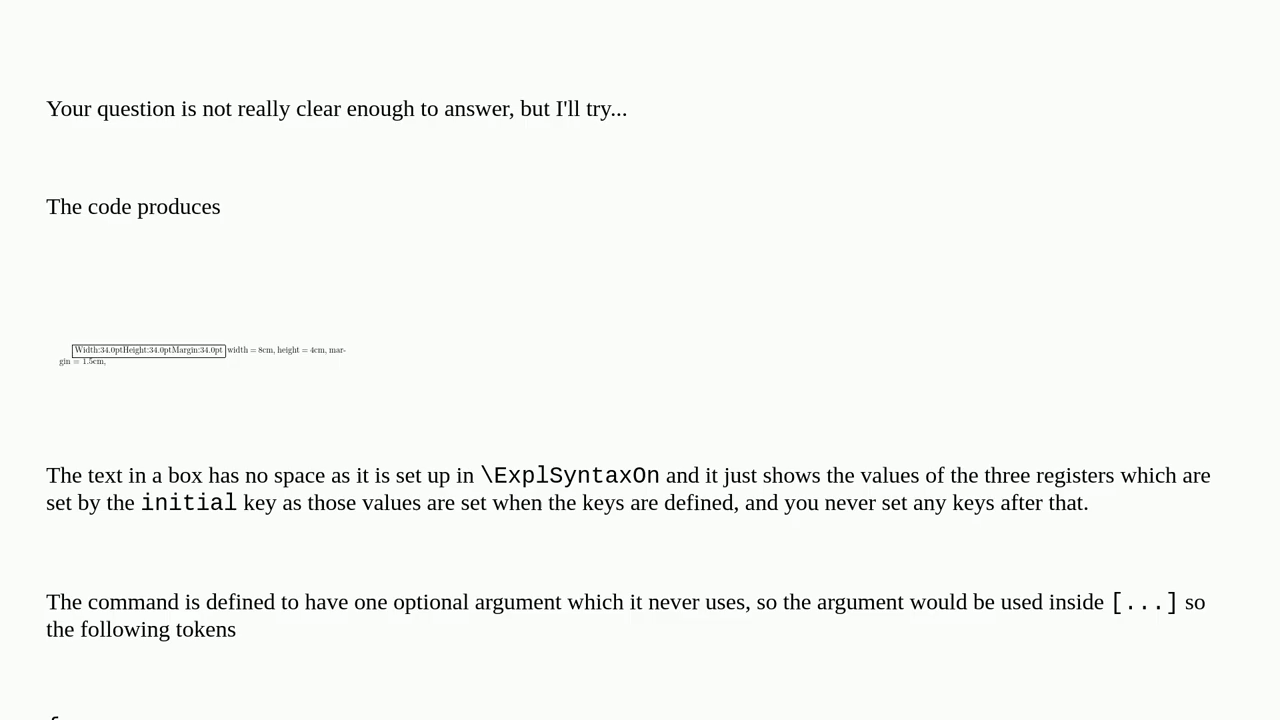 Your question is not really clear enough to answer, but I'll try...
The code produces
Width:34.0ptHeight:34.0ptMargin:34.0pt width = 8cm, height = 4cm, mar-
gin = 1.5cm,
The text in a box has no space as it is set up in \ExplSyntaxOn and it just shows the values of the three registers which are
set by the initial key as those values are set when the keys are defined, and you never set any keys after that.
The command is defined to have one optional argument which it never uses, so the argument would be used inside [...] so
the following tokens